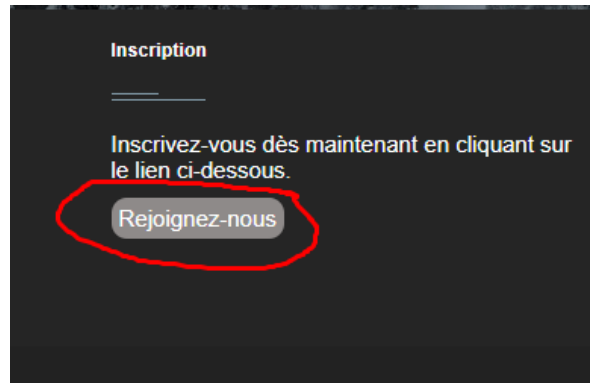 Inscription
Inscrivez-vous dès maintenant en cliquant sur
le lien ci-dessous.
Rejoignez-nous